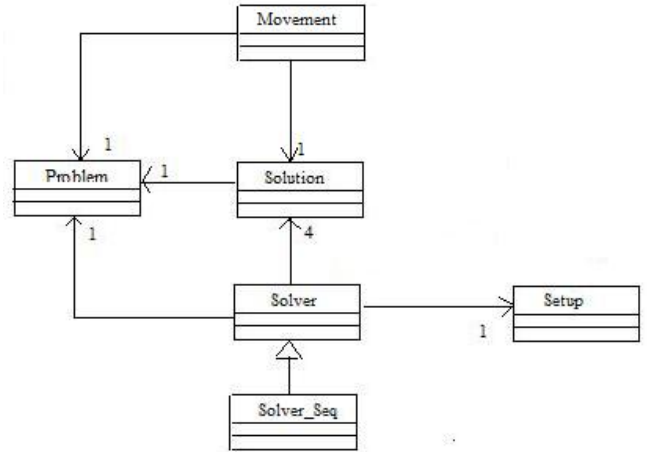 Movement
1
1
Problem
1
Solution
1
4
Solver
Setup
1
Solver_Seq